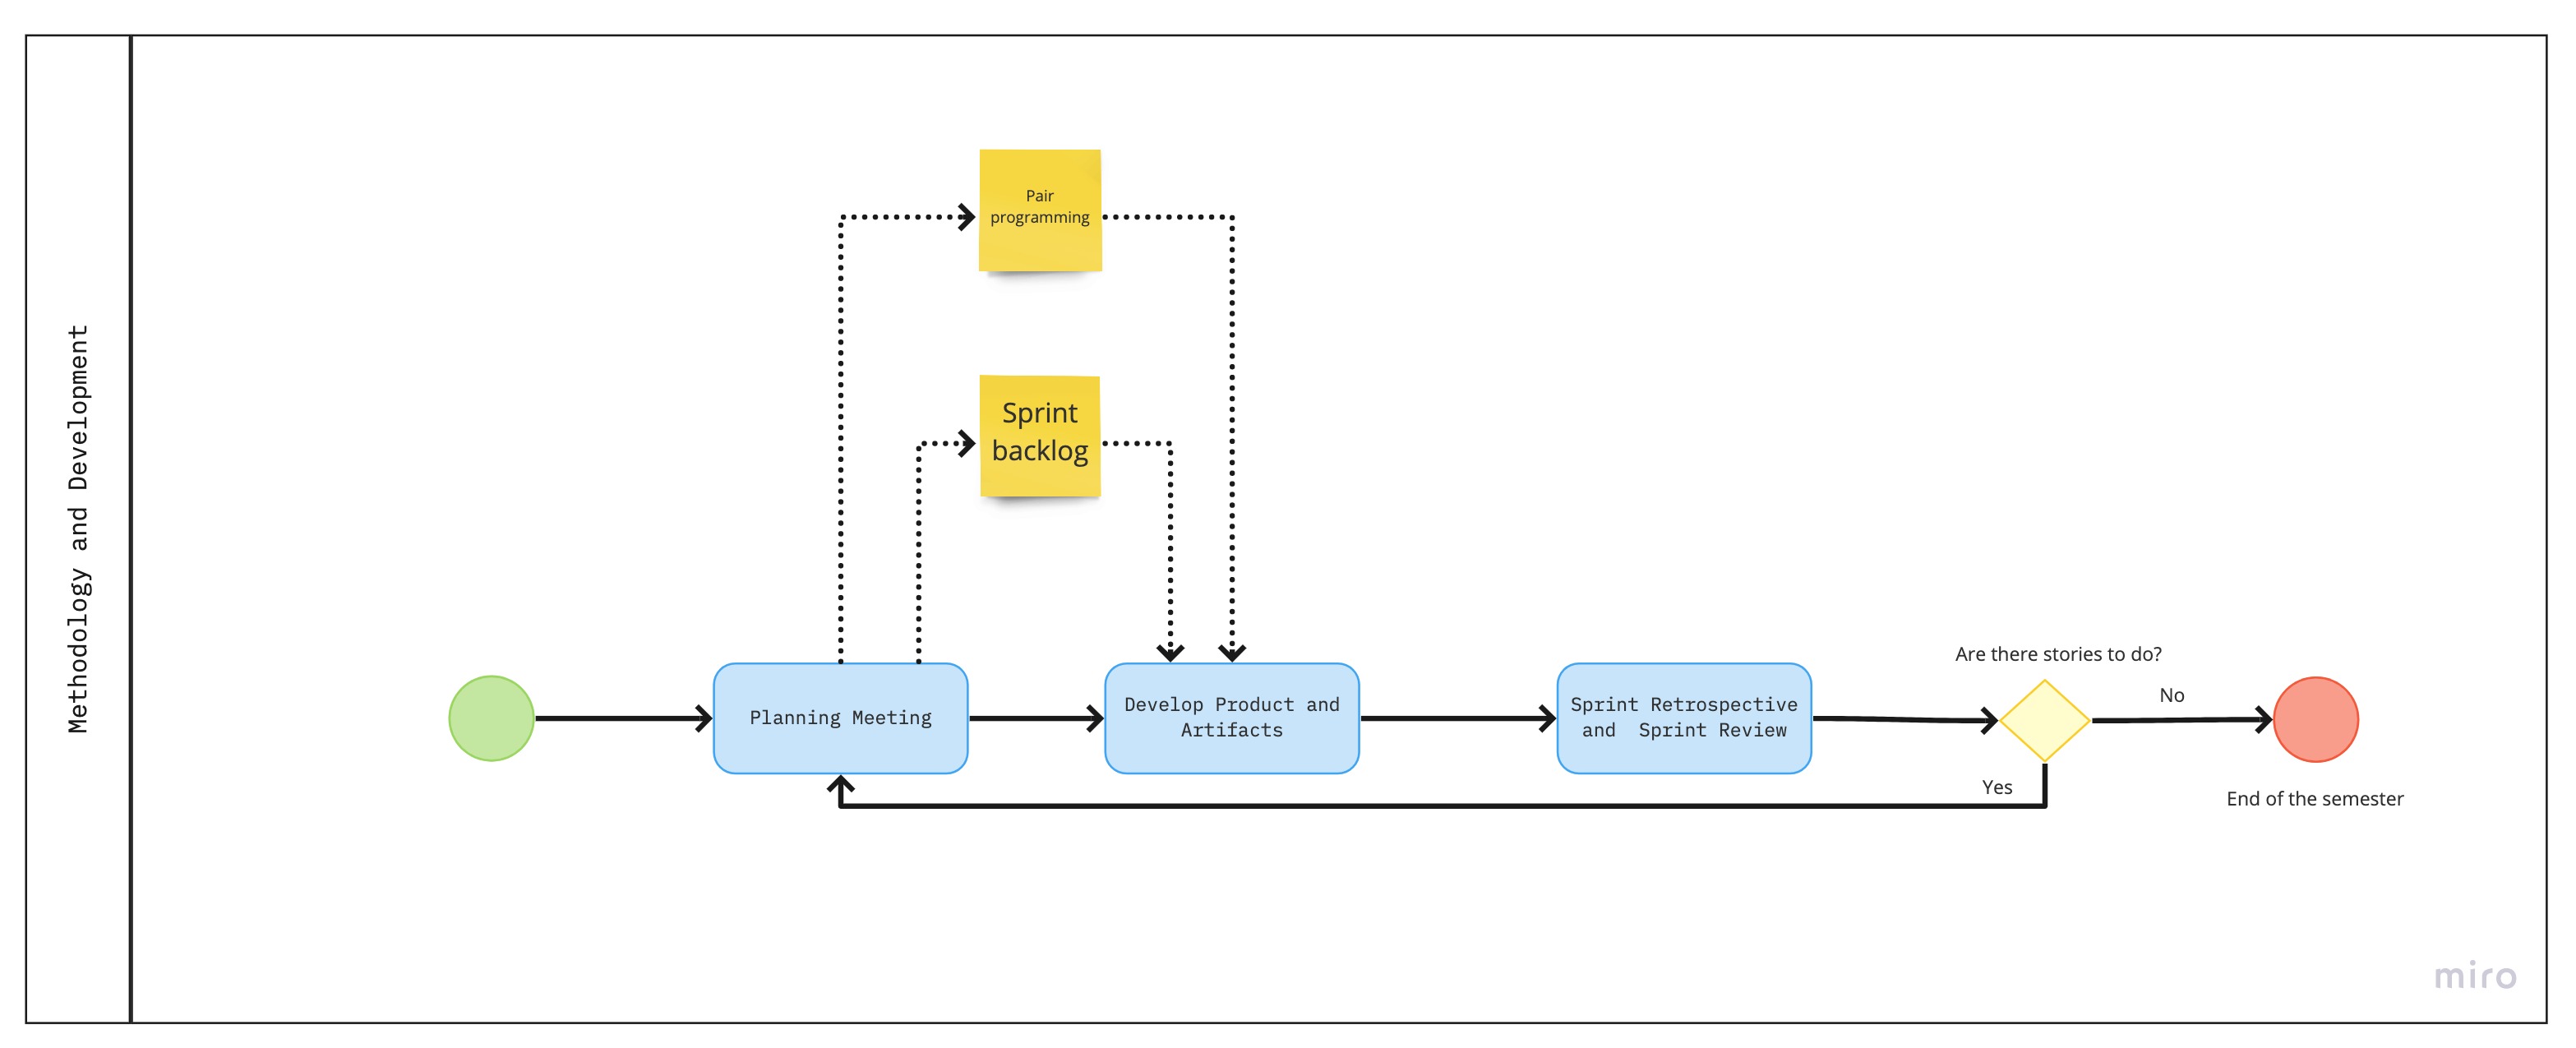 Methodology and Development
Pair
programming
Sprint
backlog
Planning Meeting
Develop Product and
Artifacts
Sprint Retrospective
and  Sprint Review
Are there stories to do?
No
Yes
End of the semester
miro